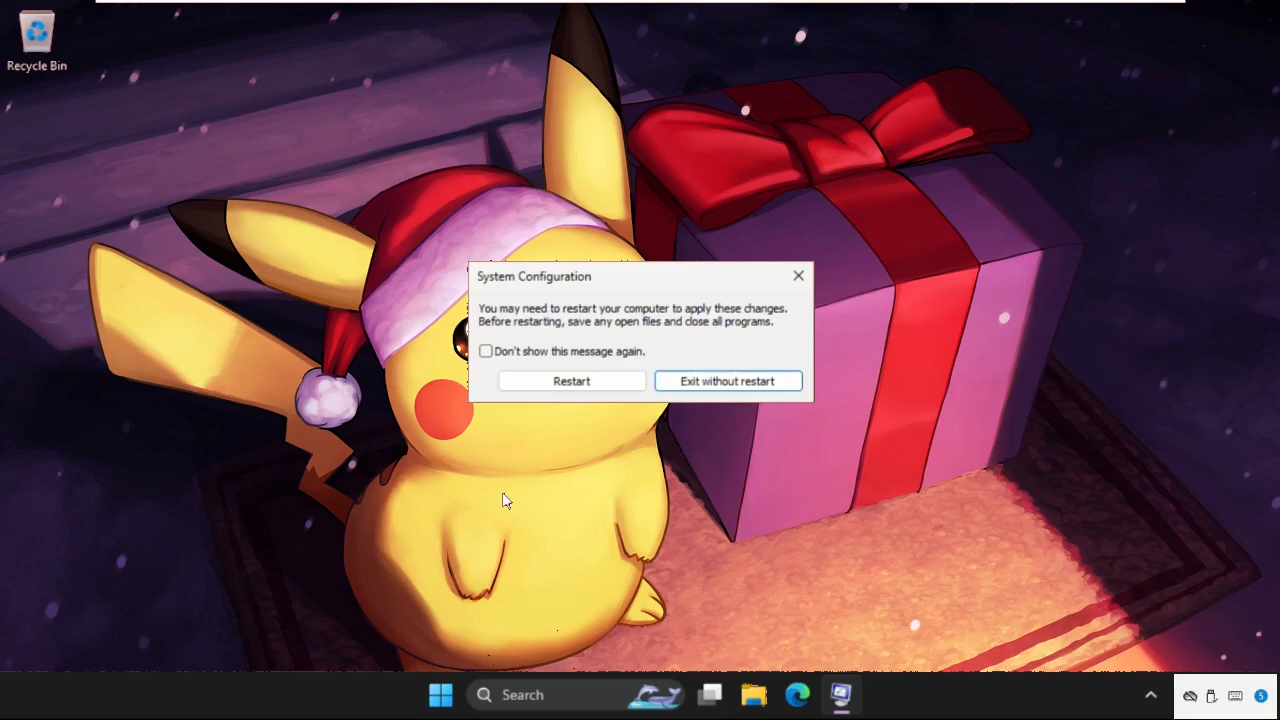 Recycle Bin
System Configuration
You may need to restart your computer to apply these changes.
Before restarting, save any open files and close all programs.
Don't show this message again.
Restart
Exit without restart
Search
5